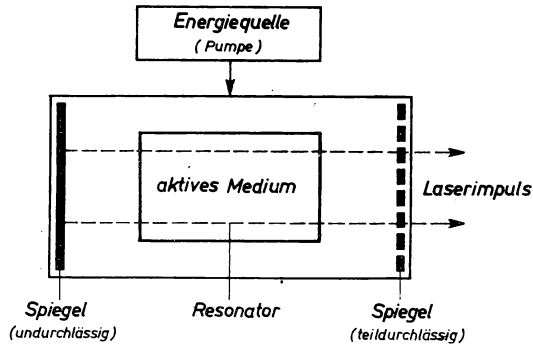 Energiequelle
(Pumpe)
aktives Medium
Laserimpuls
Spiegel
(undurchlässig)
Resonator
Spiegel
(teildurchlässig)